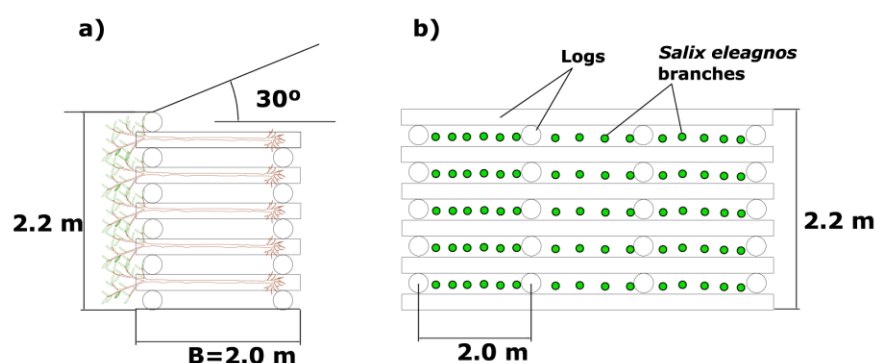 a)
30º
2.2 m
B=2.0 m
b)
Logs
Salix eleagnos
branches
2.2 m
2.0 m